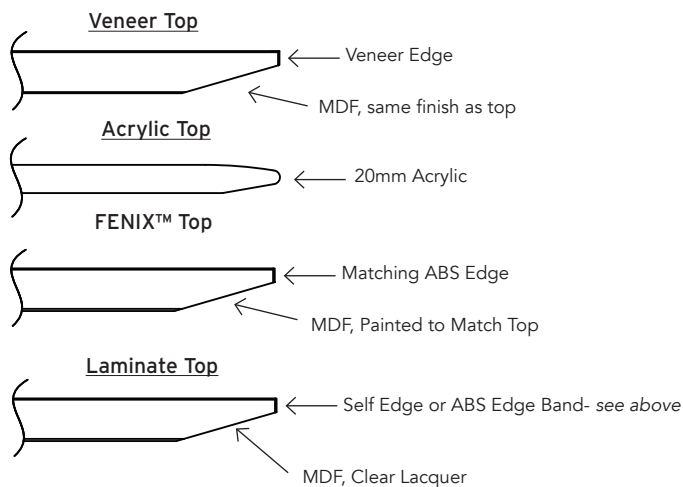 Veneer Top
Veneer Edge
MDF, same finish as top
Acrylic Top
20mm Acrylic
FENIX™ Top
Matching ABS Edge
MDF, Painted to Match Top
Laminate Top
Self Edge or ABS Edge Band- see above
MDF, Clear Lacquer